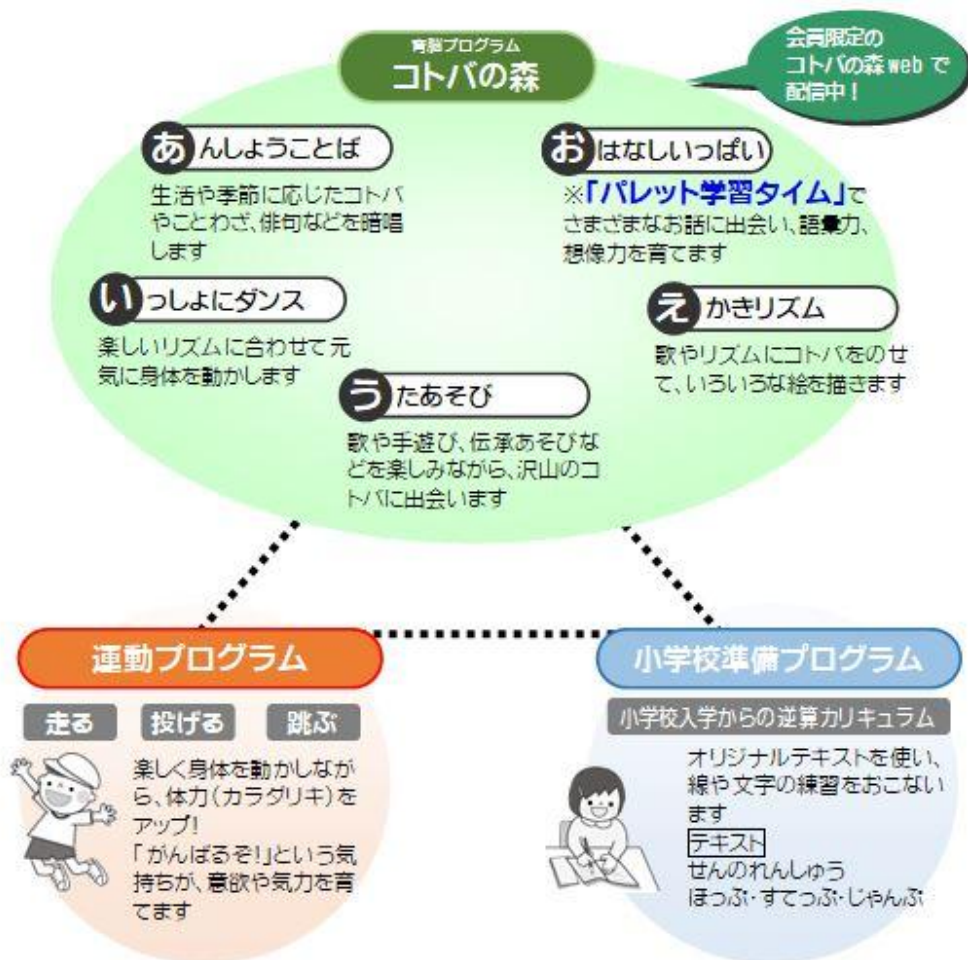 育脳プログラム
コトバの森
会員限定の
コトバの森webで
配信中！
あんしょうことば
生活や季節に応じたコトバ
やことわざ、俳句などを暗唱
します
おはなしいっぱい
※「パレット学習タイム」で
さまざまなお話に出会い、語彙力、
想像力を育てます
いっしょにダンス
楽しいリズムに合わせて元
気に身体を動かします
えかきリズム
歌やリズムにコトバをのせ
て、いろいろな絵を描きます
うたあそび
歌や手遊び、伝承あそびな
どを楽しみながら、沢山のコ
トバに出会います
運動プログラム
走る 投げる 跳ぶ
楽しく身体を動かしなが
ら、体力(カラダリキ)を
アップ!
「がんばるぞ!」という気
持ちが、意欲や気力を育
てます
小学校準備プログラム
小学校入学からの逆算カリキュラム
オリジナルテキストを使い、
線や文字の練習をおこない
ます
テキスト
せんのれんしゅう
ほっぷ・すてっぷ・じゃんぷ